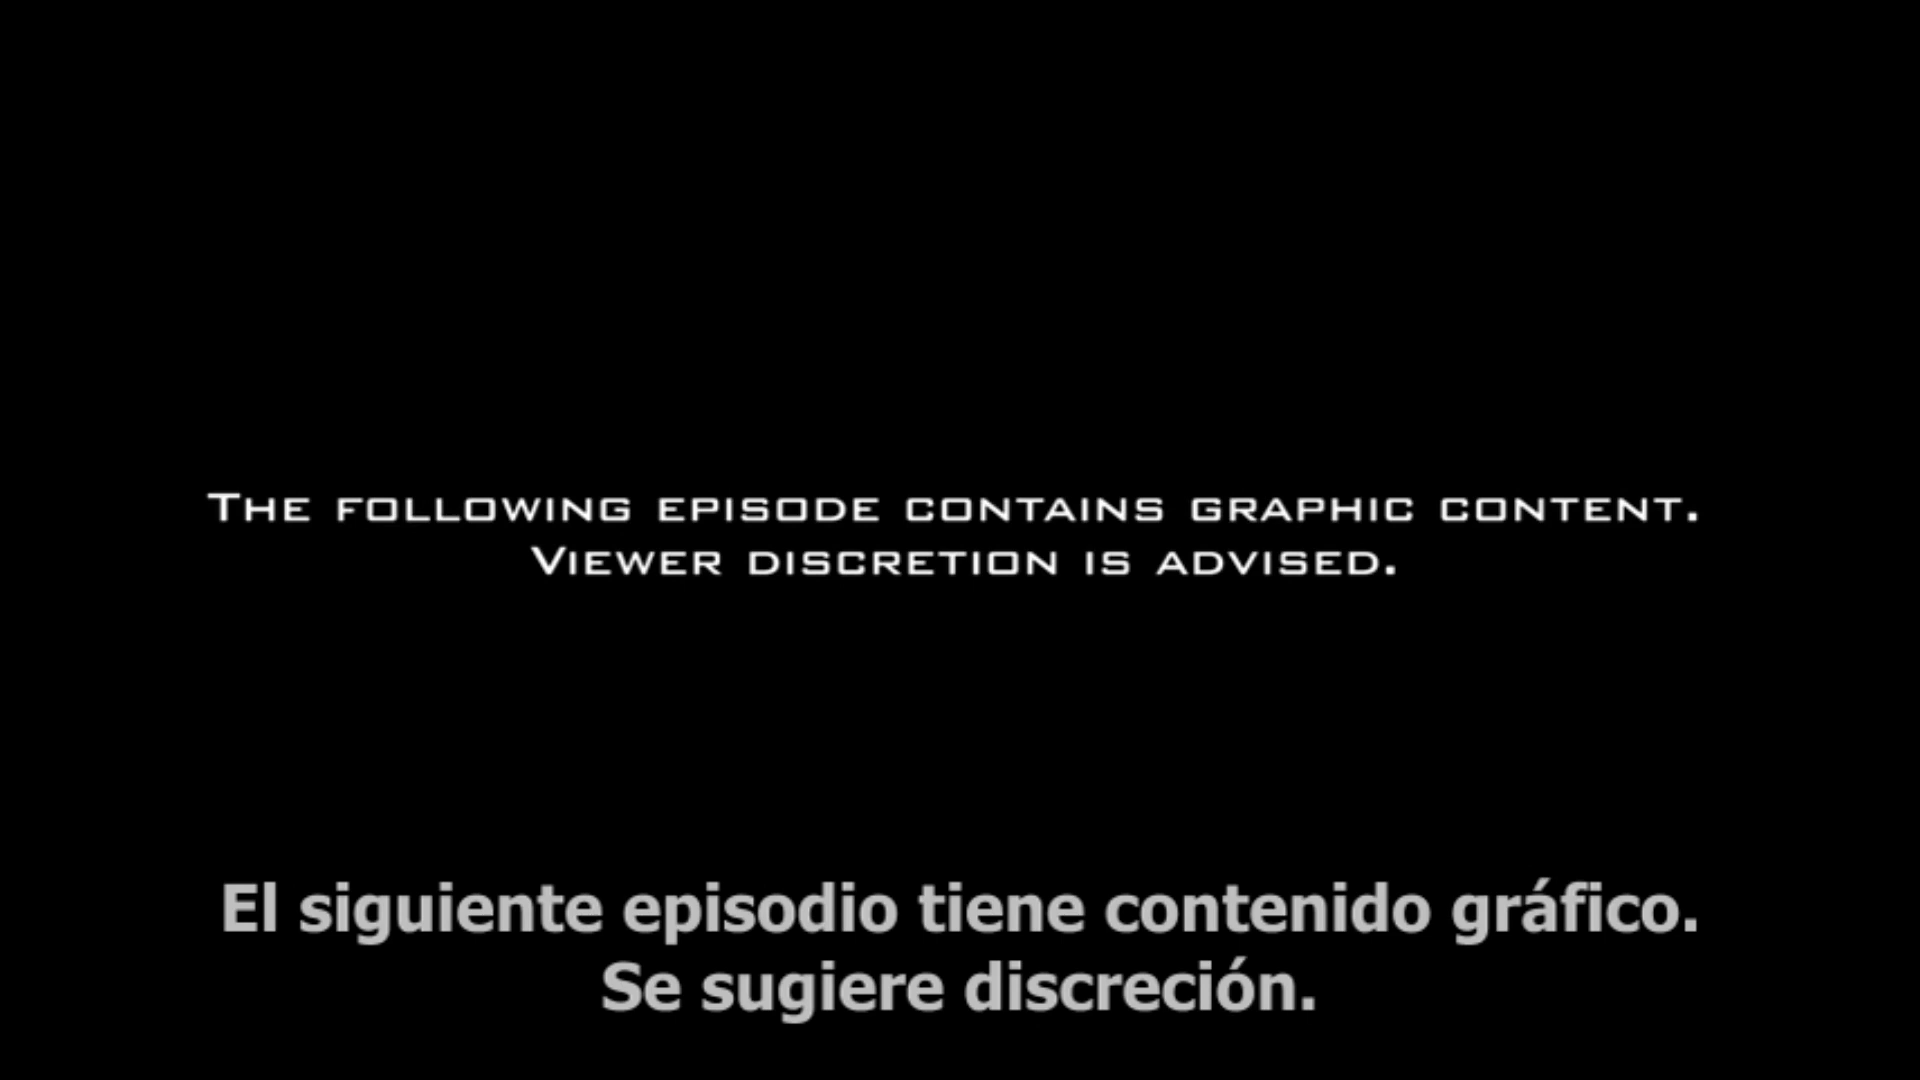 The following episode contains graphic content.
Viewer discretion is advised.
El siguiente episodio tiene contenido gráfico.
Se sugiere discreción.